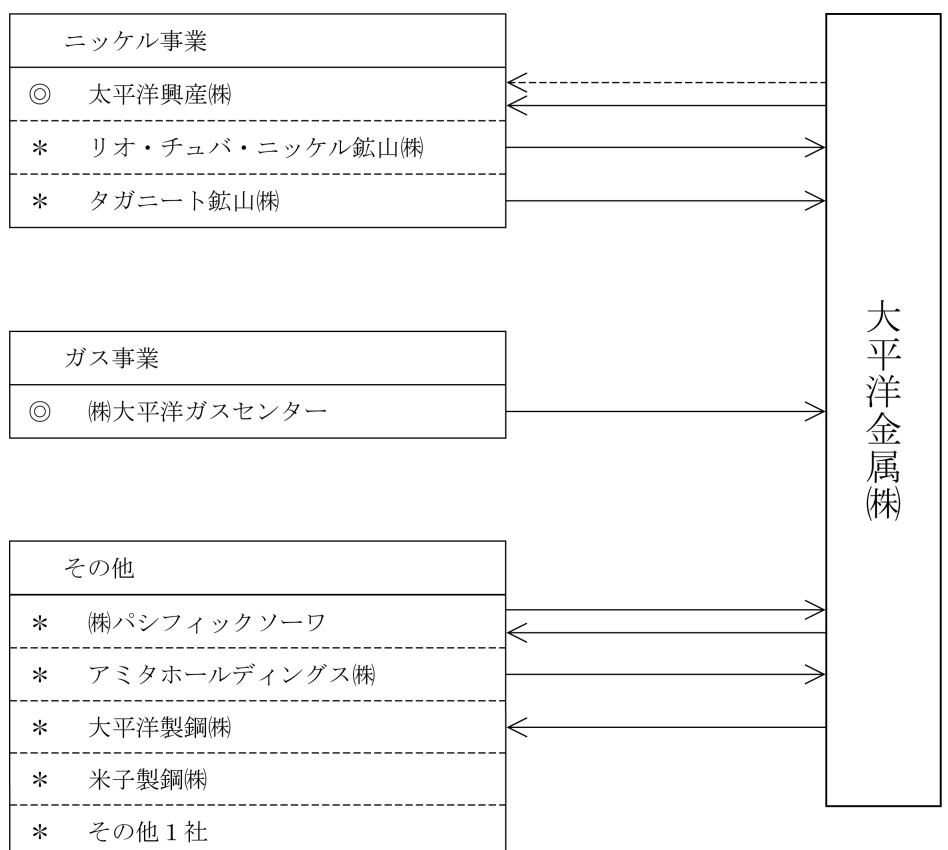 ニッケル事業
◎ 太平洋興産㈱
＊ リオ・チュバ・ニッケル鉱山㈱
＊ タガニート鉱山㈱
ガス事業
◎ ㈱大平洋ガスセンター
その他
＊ ㈱パシフィックソーワ
＊ アミタホールディングス㈱
＊ 大平洋製鋼㈱
＊ 米子製鋼㈱
＊ その他１社
大平洋金属㈱